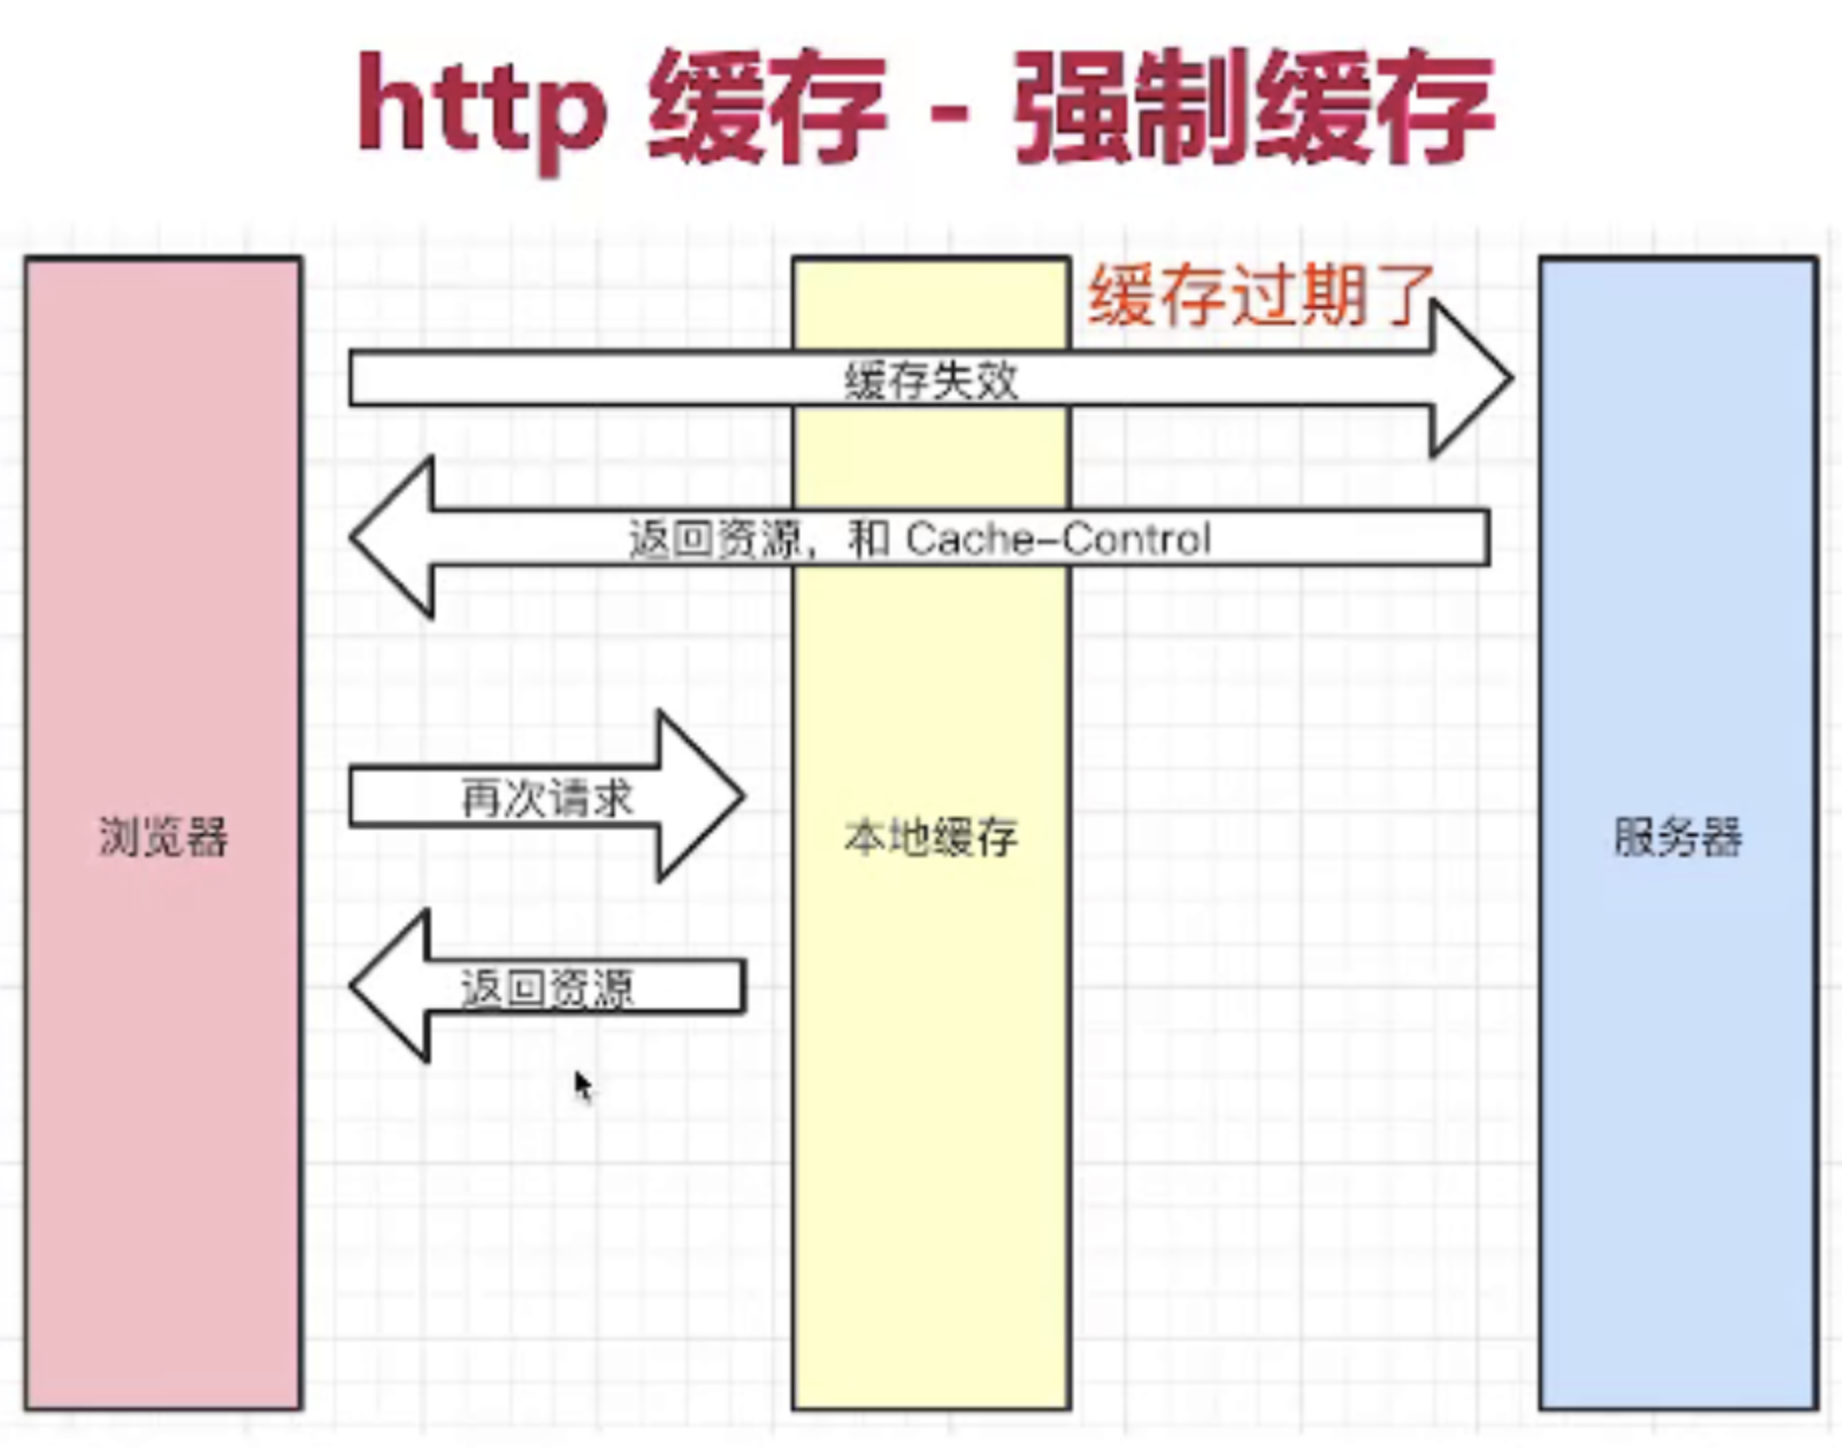 http 缓存 - 强制缓存
缓存过期了
缓存失效
返回资源，和 Cache-Control
再次请求
浏览器
本地缓存
服务器
返回资源